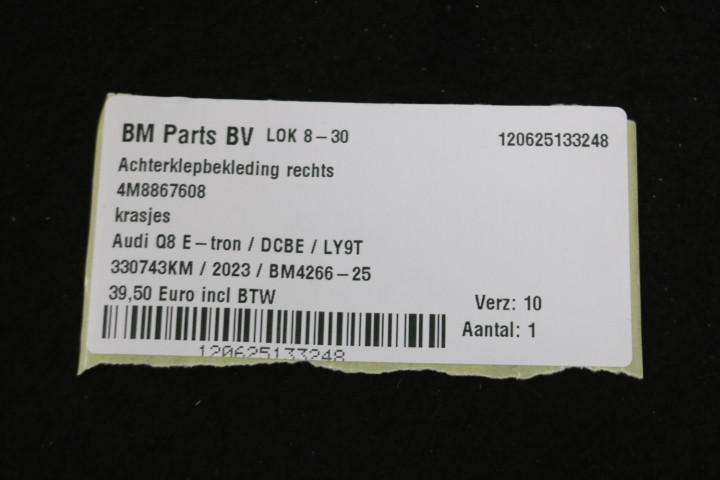 BM Parts BV LOK 8-30 120625133248
Achterklepbekleding rechts
4M8867608
krasjes
Audi Q8 E-tron / DCBE / LY9T
330743KM / 2023 / BM4266-25
39,50 Euro incl BTW Verz: 10
Aantal: 1
120625133248